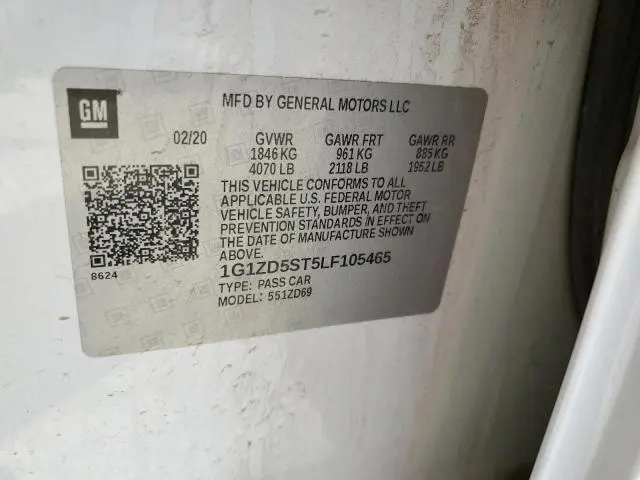 GM
MFD BY GENERAL MOTORS LLC
02/20 GVWR GAWR FRT GAWR RR
1846 KG 961 KG 885 KG
4070 LB 2118 LB 1952 LB
THIS VEHICLE CONFORMS TO ALL
APPLICABLE U.S. FEDERAL MOTOR
VEHICLE SAFETY, BUMPER, AND THEFT
PREVENTION STANDARDS IN EFFECT ON
THE DATE OF MANUFACTURE SHOWN
ABOVE.
1G1ZD5ST5LF105465
8624
TYPE: PASS CAR
MODEL: 551ZD69